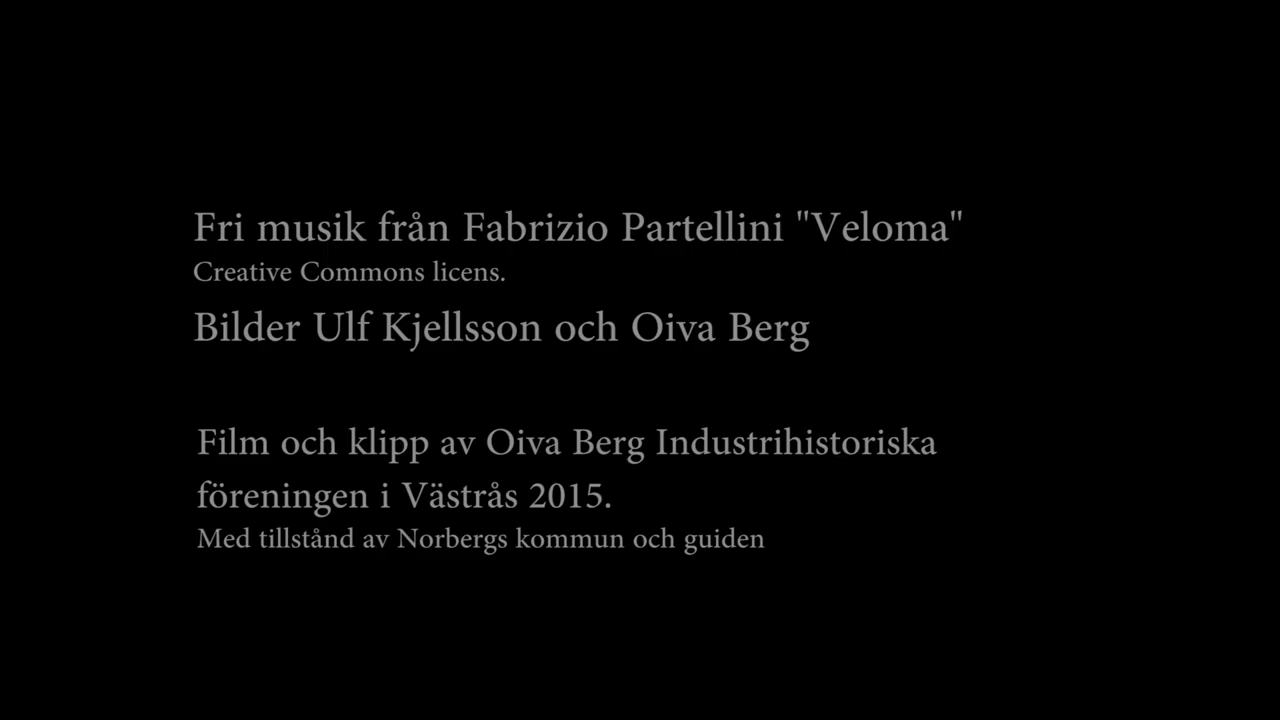 Fri musik från Fabrizio Partellini "Veloma"
Creative Commons licens.
Bilder Ulf Kjellsson och Oiva Berg
Film och klipp av Oiva Berg Industrihistoriska
föreningen i Västrås 2015.
Med tillstånd av Norbergs kommun och guiden